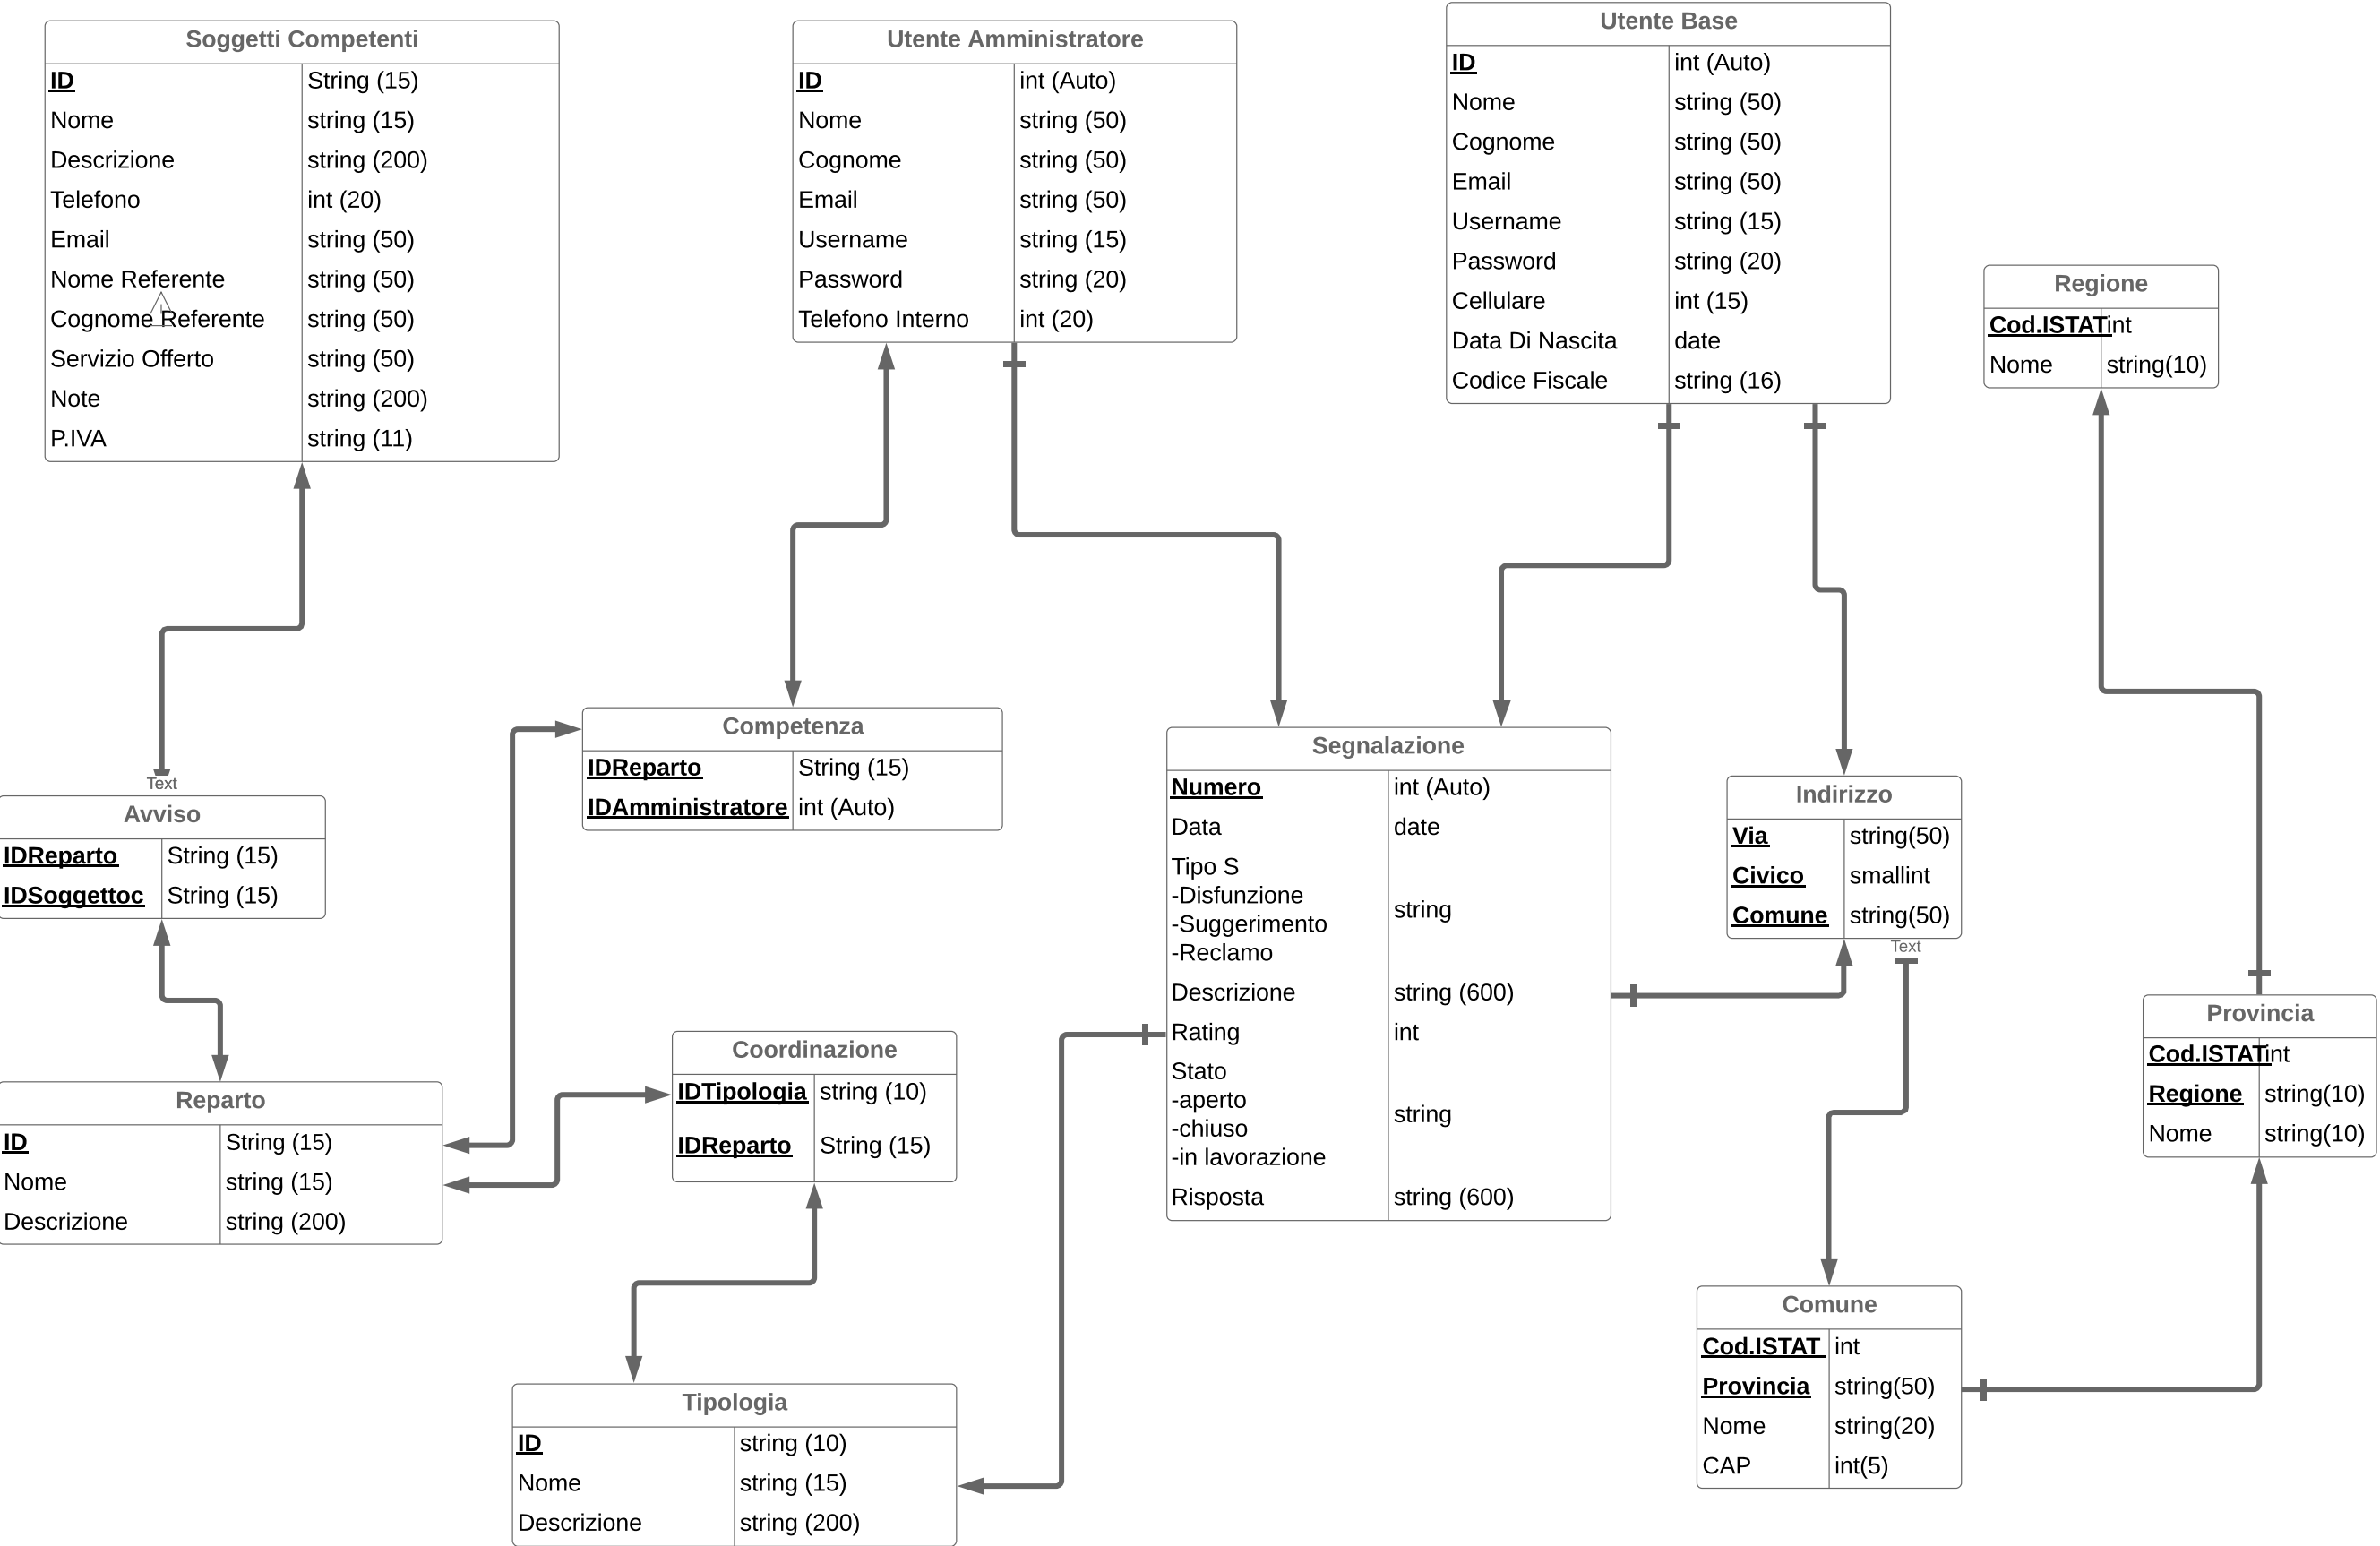 Soggetti Competenti
ID String (15)
Nome string (15)
Descrizione string (200)
Telefono int (20)
Email string (50)
Nome Referente string (50)
Cognome Referente string (50)
Servizio Offerto string (50)
Note string (200)
P.IVA string (11)
Utente Amministratore
ID int (Auto)
Nome string (50)
Cognome string (50)
Email string (50)
Username string (15)
Password string (20)
Telefono Interno int (20)
Utente Base
ID int (Auto)
Nome string (50)
Cognome string (50)
Email string (50)
Username string (15)
Password string (20)
Cellulare int (15)
Data Di Nascita date
Codice Fiscale string (16)
Regione
Cod.ISTAT int
Nome string(10)
Competenza
IDReparto String (15)
IDAmministratore int (Auto)
Segnalazione
Numero int (Auto)
Data date
Tipo S
-Disfunzione
-Suggerimento
-Reclamo
string
Descrizione string (600)
Rating int
Stato
-aperto
-chiuso
-in lavorazione
string
Risposta string (600)
Indirizzo
Via string(50)
Civico smallint
Comune string(50)
Text
Text
Avviso
IDReparto String (15)
IDSoggettoc String (15)
Reparto
ID String (15)
Nome string (15)
Descrizione string (200)
Coordinazione
IDTipologia string (10)
IDReparto String (15)
Provincia
Cod.ISTAT int
Regione string(10)
Nome string(10)
Tipologia
ID string (10)
Nome string (15)
Descrizione string (200)
Comune
Cod.ISTAT int
Provincia string(50)
Nome string(20)
CAP int(5)